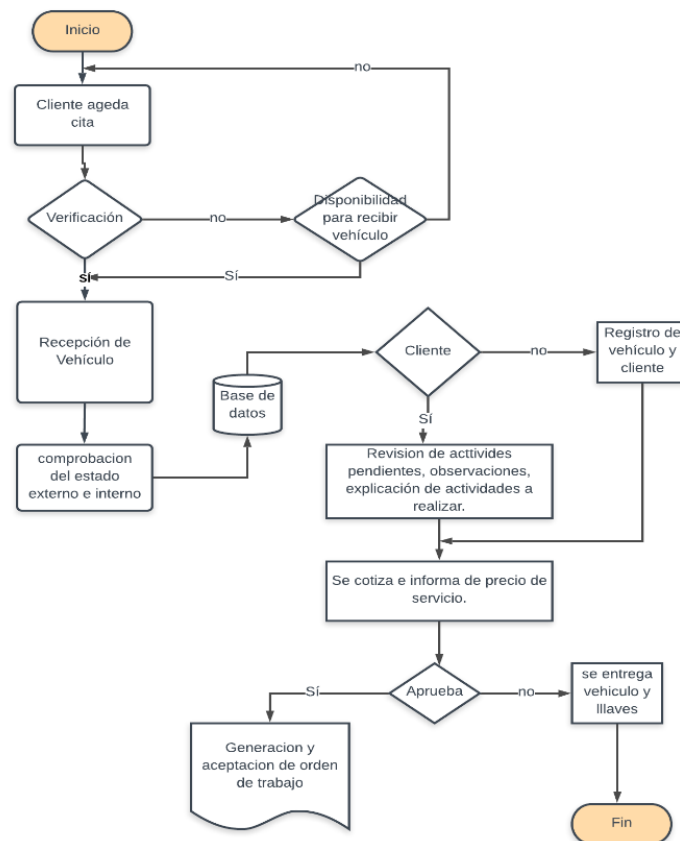 Inicio
no
Cliente ageda
cita
Verificación
no
Disponibilidad
para recibir
vehículo
sí
Sí
Recepción de
Vehículo
Base de
datos
Cliente
no
Registro de
vehículo y
cliente
Sí
comprobacion
del estado
externo e interno
Revision de acttivides
pendientes, observaciones,
explicación de actividades a
realizar.
Se cotiza e informa de precio de
servicio.
Aprueba
Sí
no
se entrega
vehiculo y
lllaves
Generacion y
aceptacion de orden
de trabajo
Fin